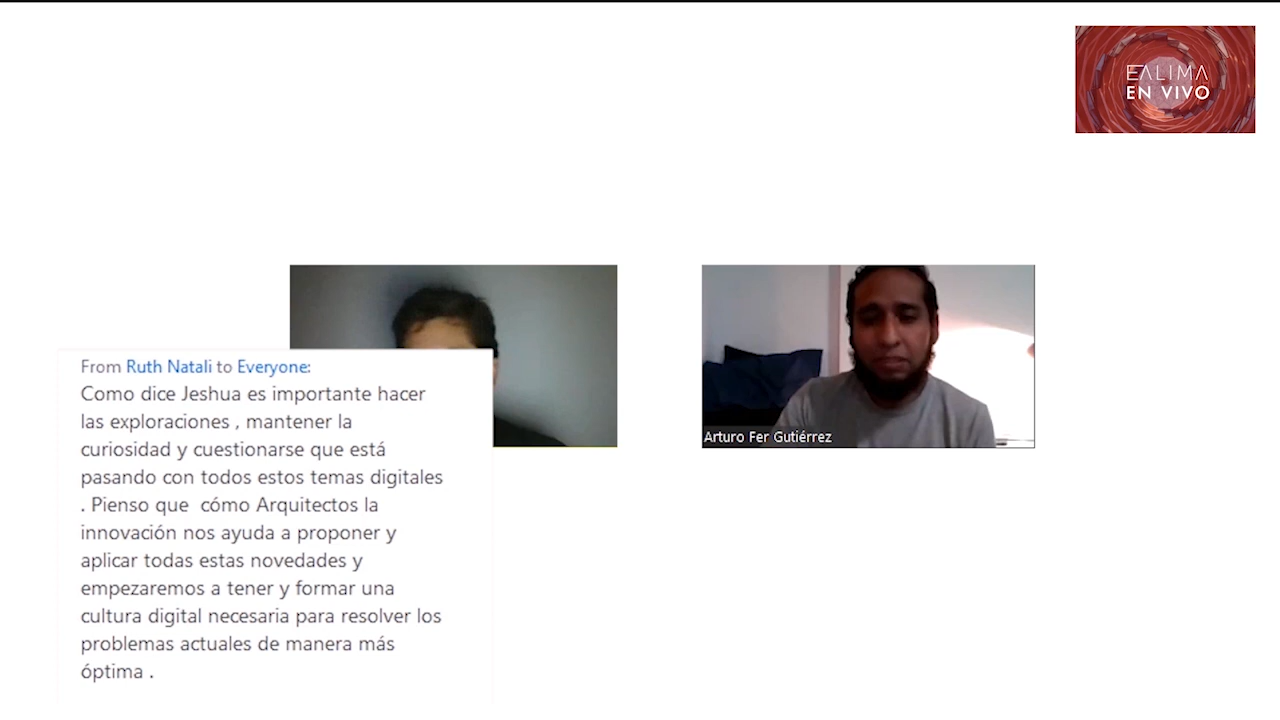 EALIMA
EN VIVO
From Ruth Natali to Everyone:
Como dice Jeshua es importante hacer
las exploraciones , mantener la
curiosidad y cuestionarse que está
pasando con todos estos temas digitales
. Pienso que  cómo Arquitectos la
innovación nos ayuda a proponer y
aplicar todas estas novedades y
empezaremos a tener y formar una
cultura digital necesaria para resolver los
problemas actuales de manera más
óptima .
Arturo Fer Gutiérrez